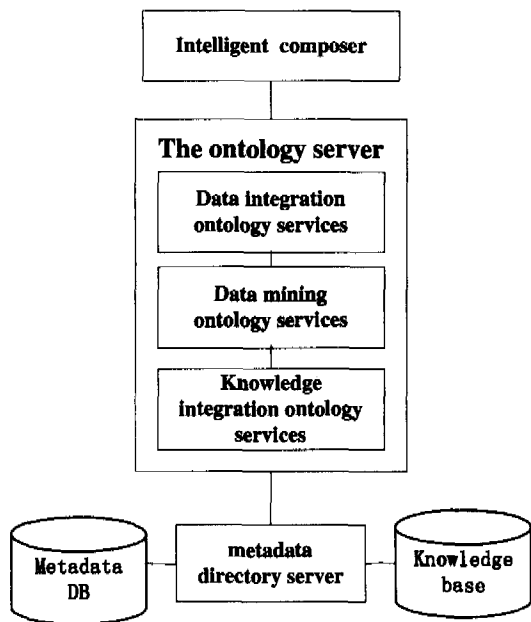 Intelligent composer
The ontology server
Data integration
ontology services
Data mining
ontology services
Knowledge
integration ontology
services
Metadata
DB
metadata
directory server
Knowledge
base